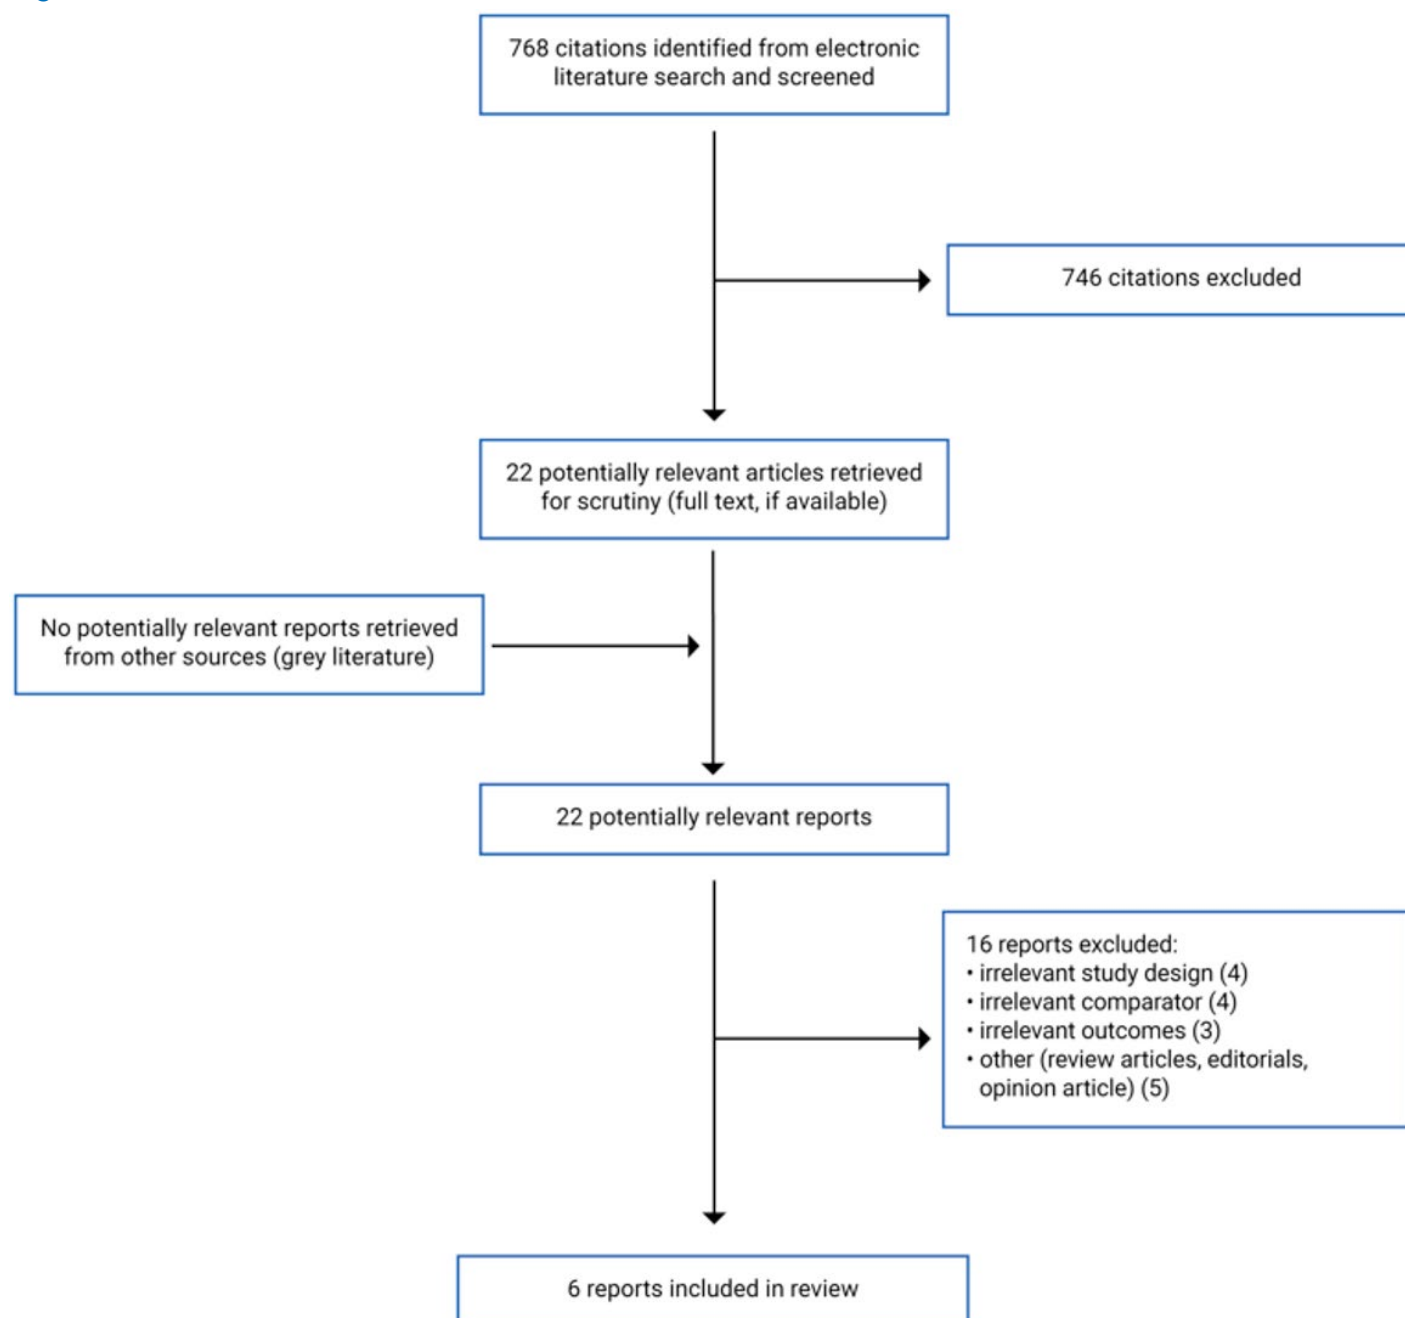 768 citations identified from electronic
literature search and screened
746 citations excluded
22 potentially relevant articles retrieved
for scrutiny (full text, if available)
No potentially relevant reports retrieved
from other sources (grey literature)
22 potentially relevant reports
16 reports excluded:
• irrelevant study design (4)
• irrelevant comparator (4)
• irrelevant outcomes (3)
• other (review articles, editorials,
opinion article) (5)
6 reports included in review